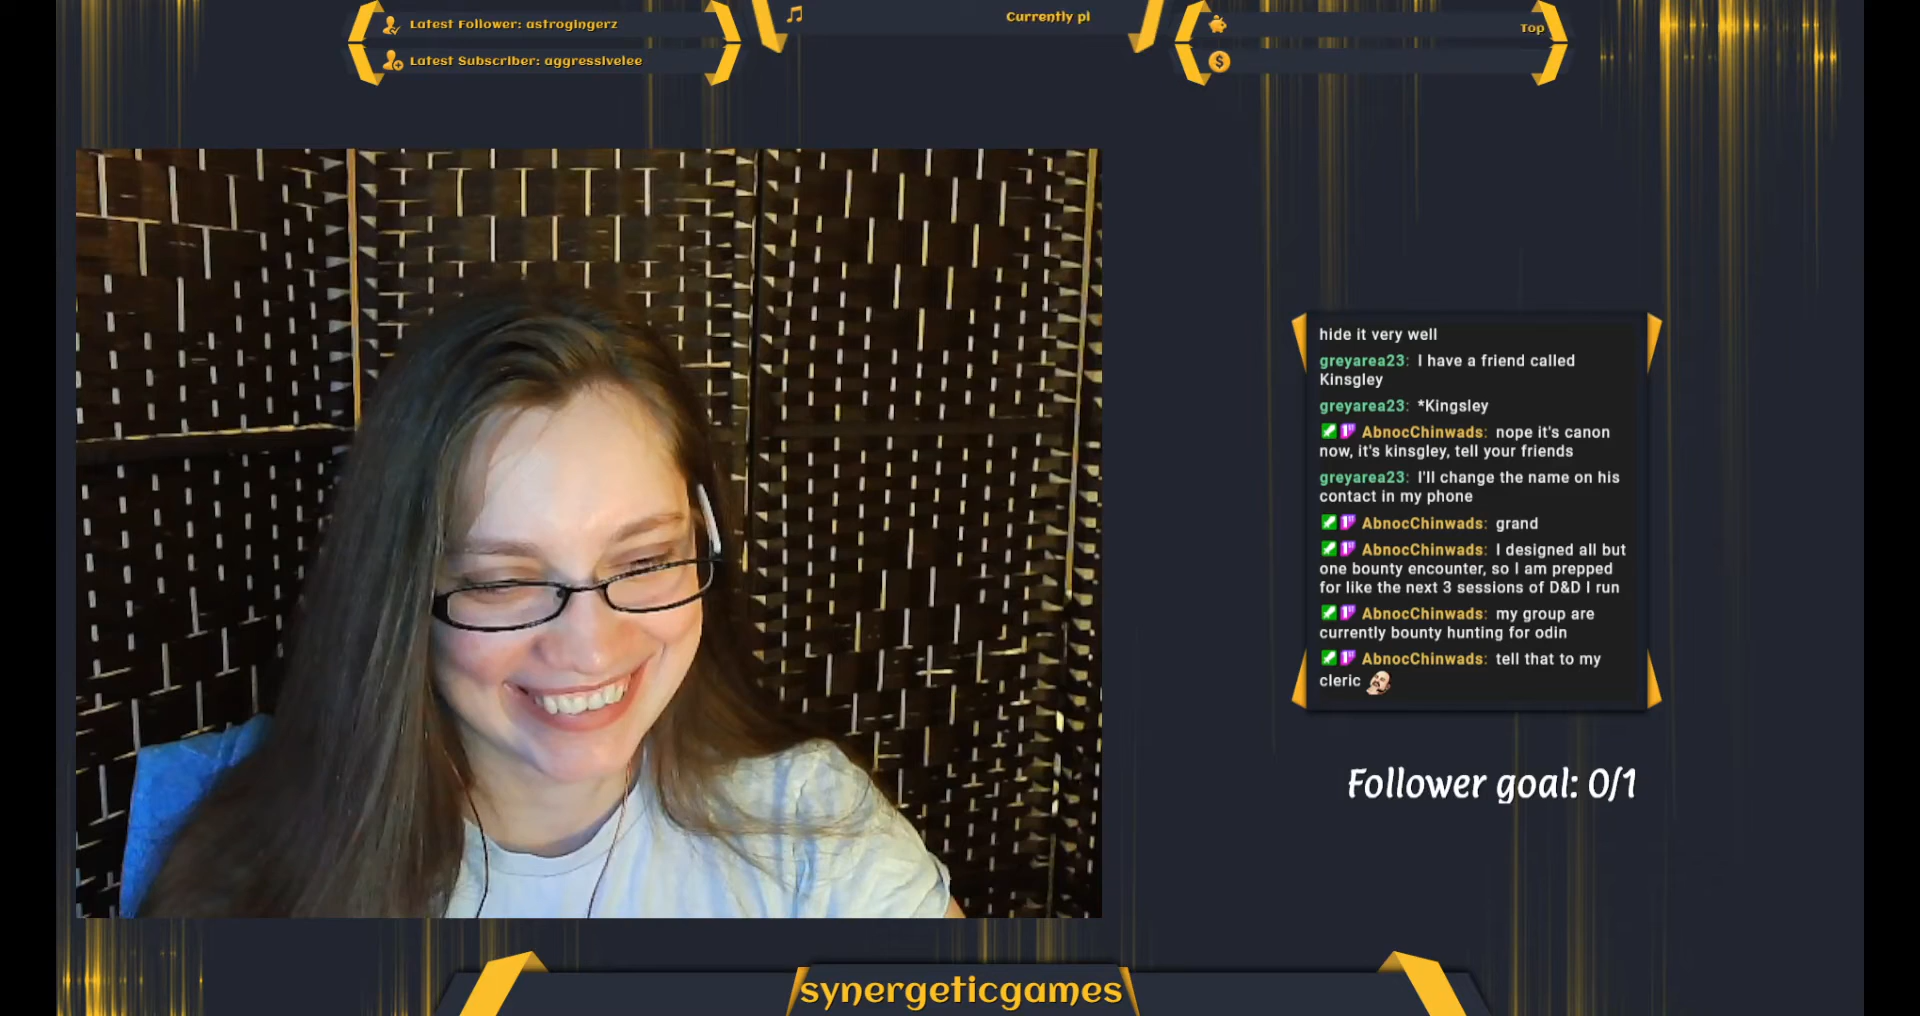 Latest Follower: astrogingerz
Latest Subscriber: aggressivelee
Currently pl
Top
hide it very well
greyarea23: I have a friend called
Kinsgley
greyarea23: *Kingsley
AbnocChinwads: nope it's canon
now, it's kinsgley, tell your friends
greyarea23: I'll change the name on his
contact in my phone
AbnocChinwads: grand
AbnocChinwads: I designed all but
one bounty encounter, so I am prepped
for like the next 3 sessions of D&D I run
AbnocChinwads: my group are
currently bounty hunting for odin
AbnocChinwads: tell that to my
cleric
Follower goal: 0/1
synergeticgames